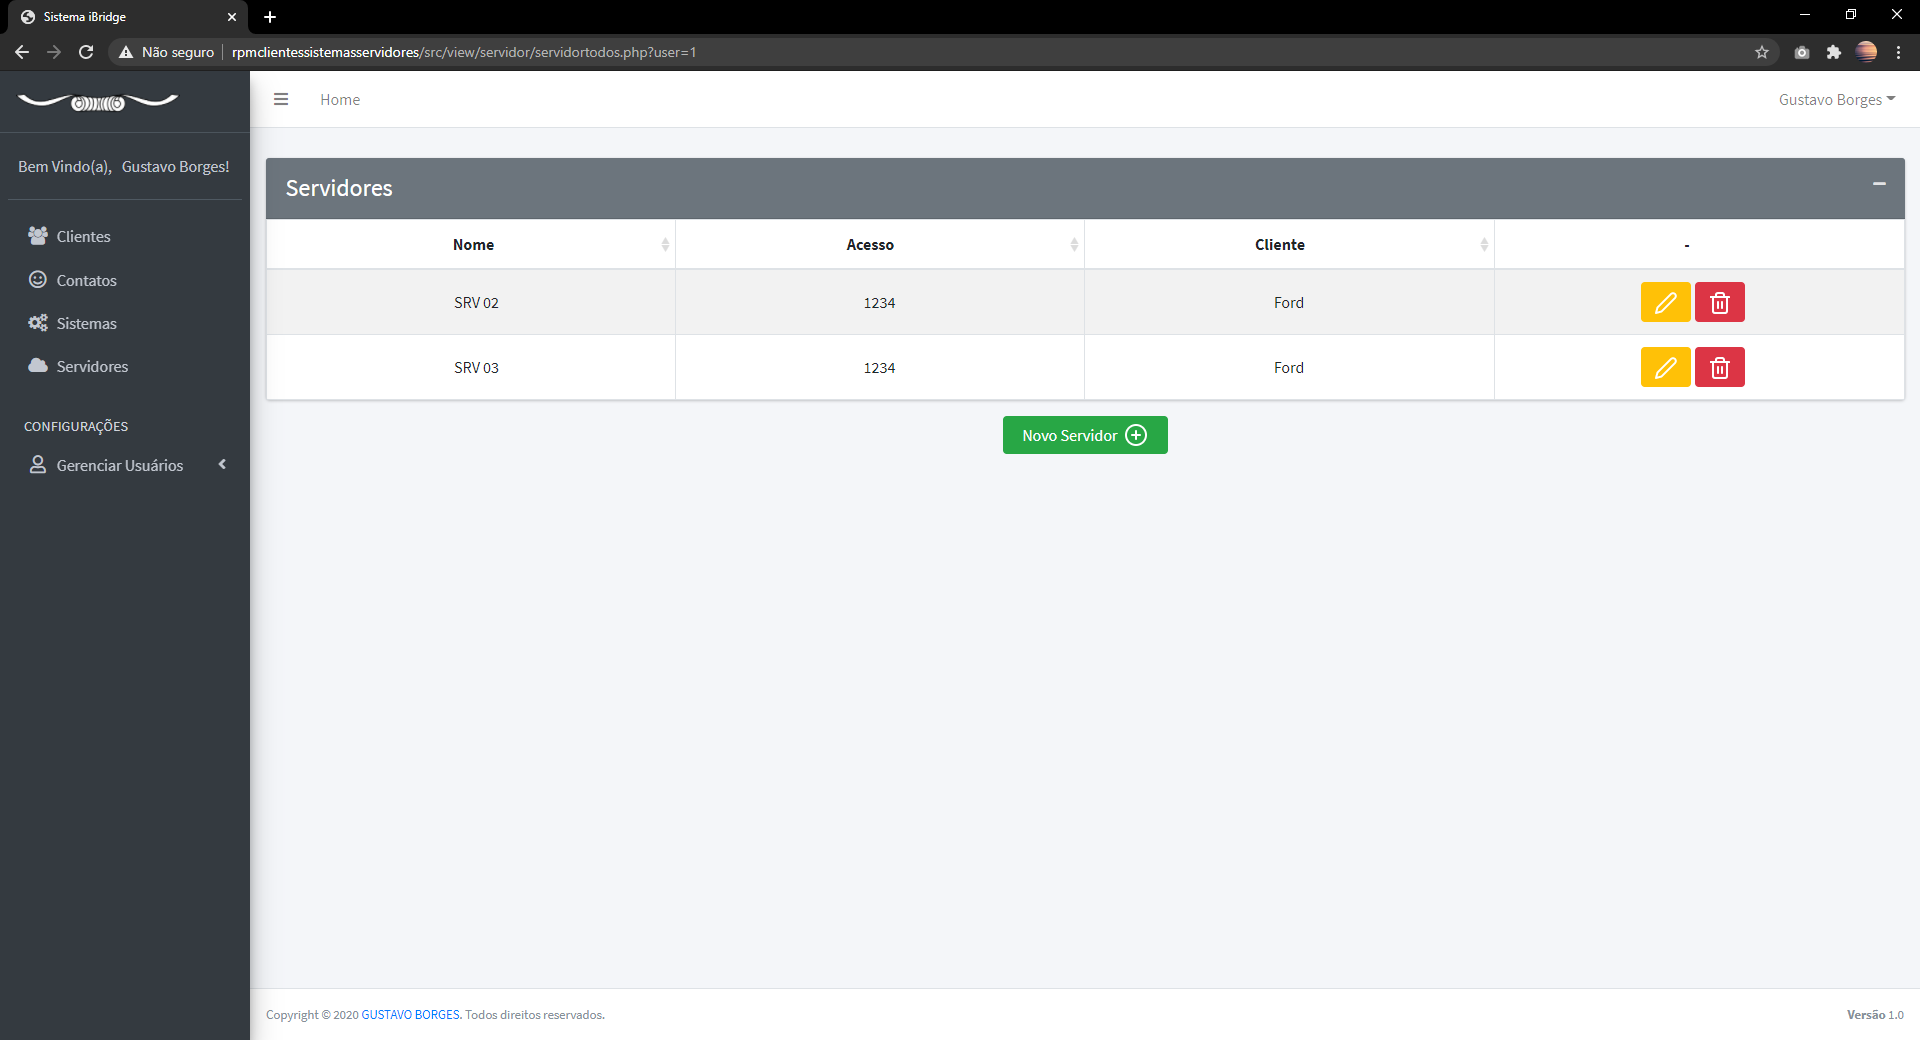 Sistema iBridge
Não seguro | rpmclientessistemasservidores/src/view/servidor/servidortodos.php?user=1
Home
Gustavo Borges
Bem Vindo(a), Gustavo Borges!
Clientes
Contatos
Sistemas
Servidores
CONFIGURAÇÕES
Gerenciar Usuários
Servidores
Nome Acesso Cliente -
SRV 02 1234 Ford
SRV 03 1234 Ford
Novo Servidor
Copyright © 2020 GUSTAVO BORGES. Todos direitos reservados.
Versão 1.0